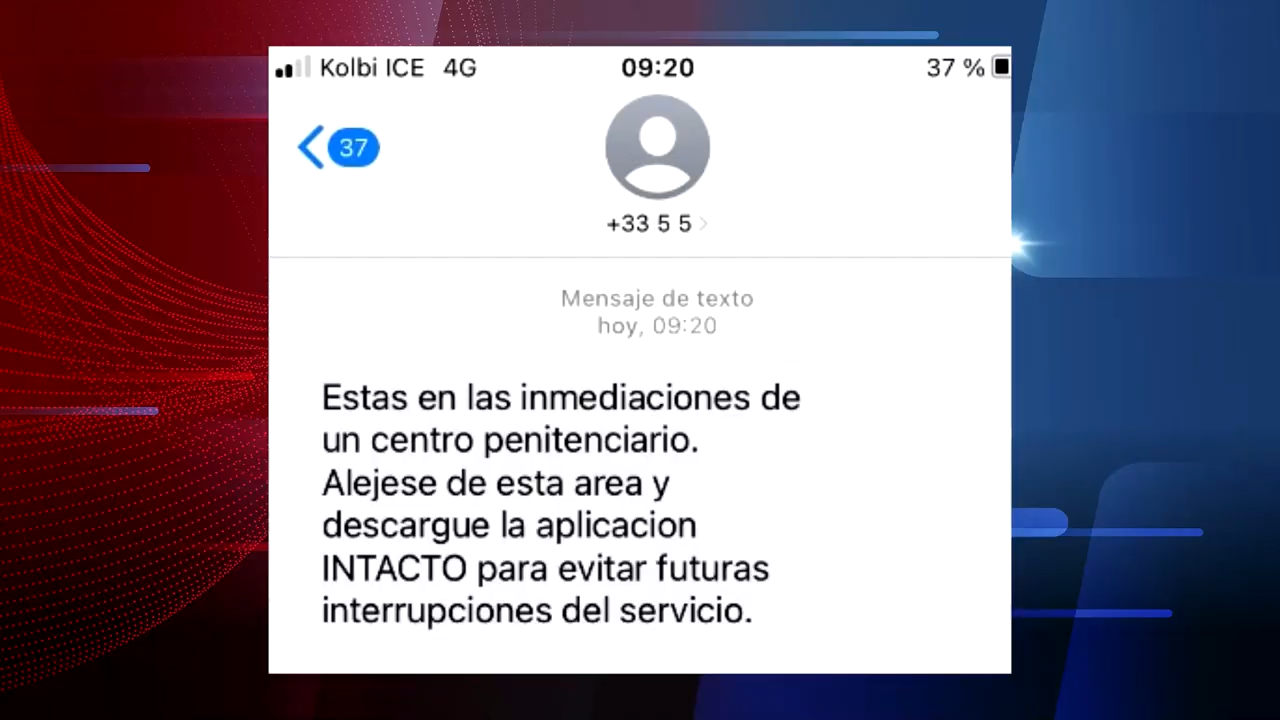 Kolbi ICE 4G 09:20 37 %
37
+33 5 5
Mensaje de texto
hoy, 09:20
Estas en las inmediaciones de
un centro penitenciario.
Alejese de esta area y
descargue la aplicacion
INTACTO para evitar futuras
interrupciones del servicio.